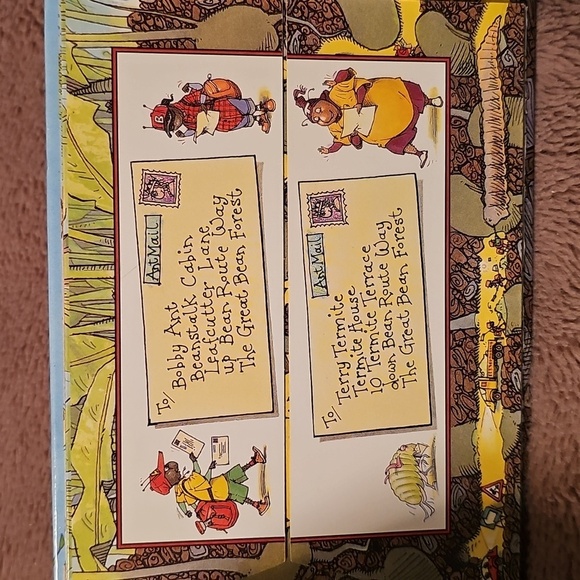 Ant Mail
To/ Bobby Ant
Beanstalk Cabin
Leafcutter Lane
up Bean Route Way
The Great Bean Forest
Ant Mail
To/ Terry Termite
Termite House
10 Termite Terrace
down Bean Route Way
The Great Bean Forest
B